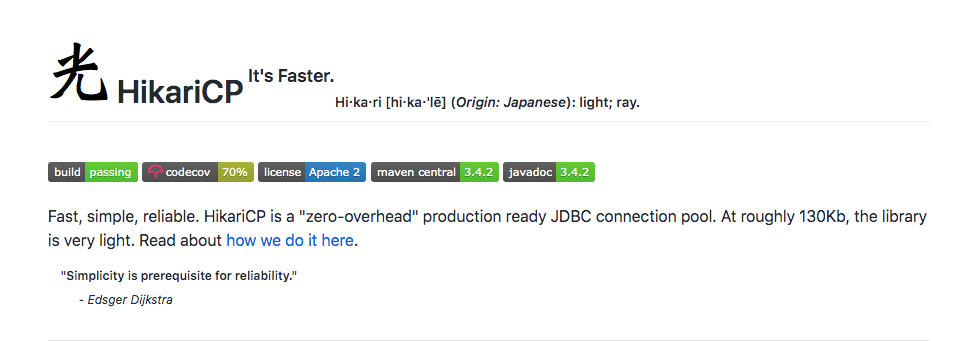 光 HikariCP It's Faster.
Hi·ka·ri [hi·ka·'lē] (Origin: Japanese): light; ray.
build passing codecov 70% license Apache 2 maven central 3.4.2 javadoc 3.4.2
Fast, simple, reliable. HikariCP is a "zero-overhead" production ready JDBC connection pool. At roughly 130Kb, the library
is very light. Read about how we do it here.
"Simplicity is prerequisite for reliability."
- Edsger Dijkstra